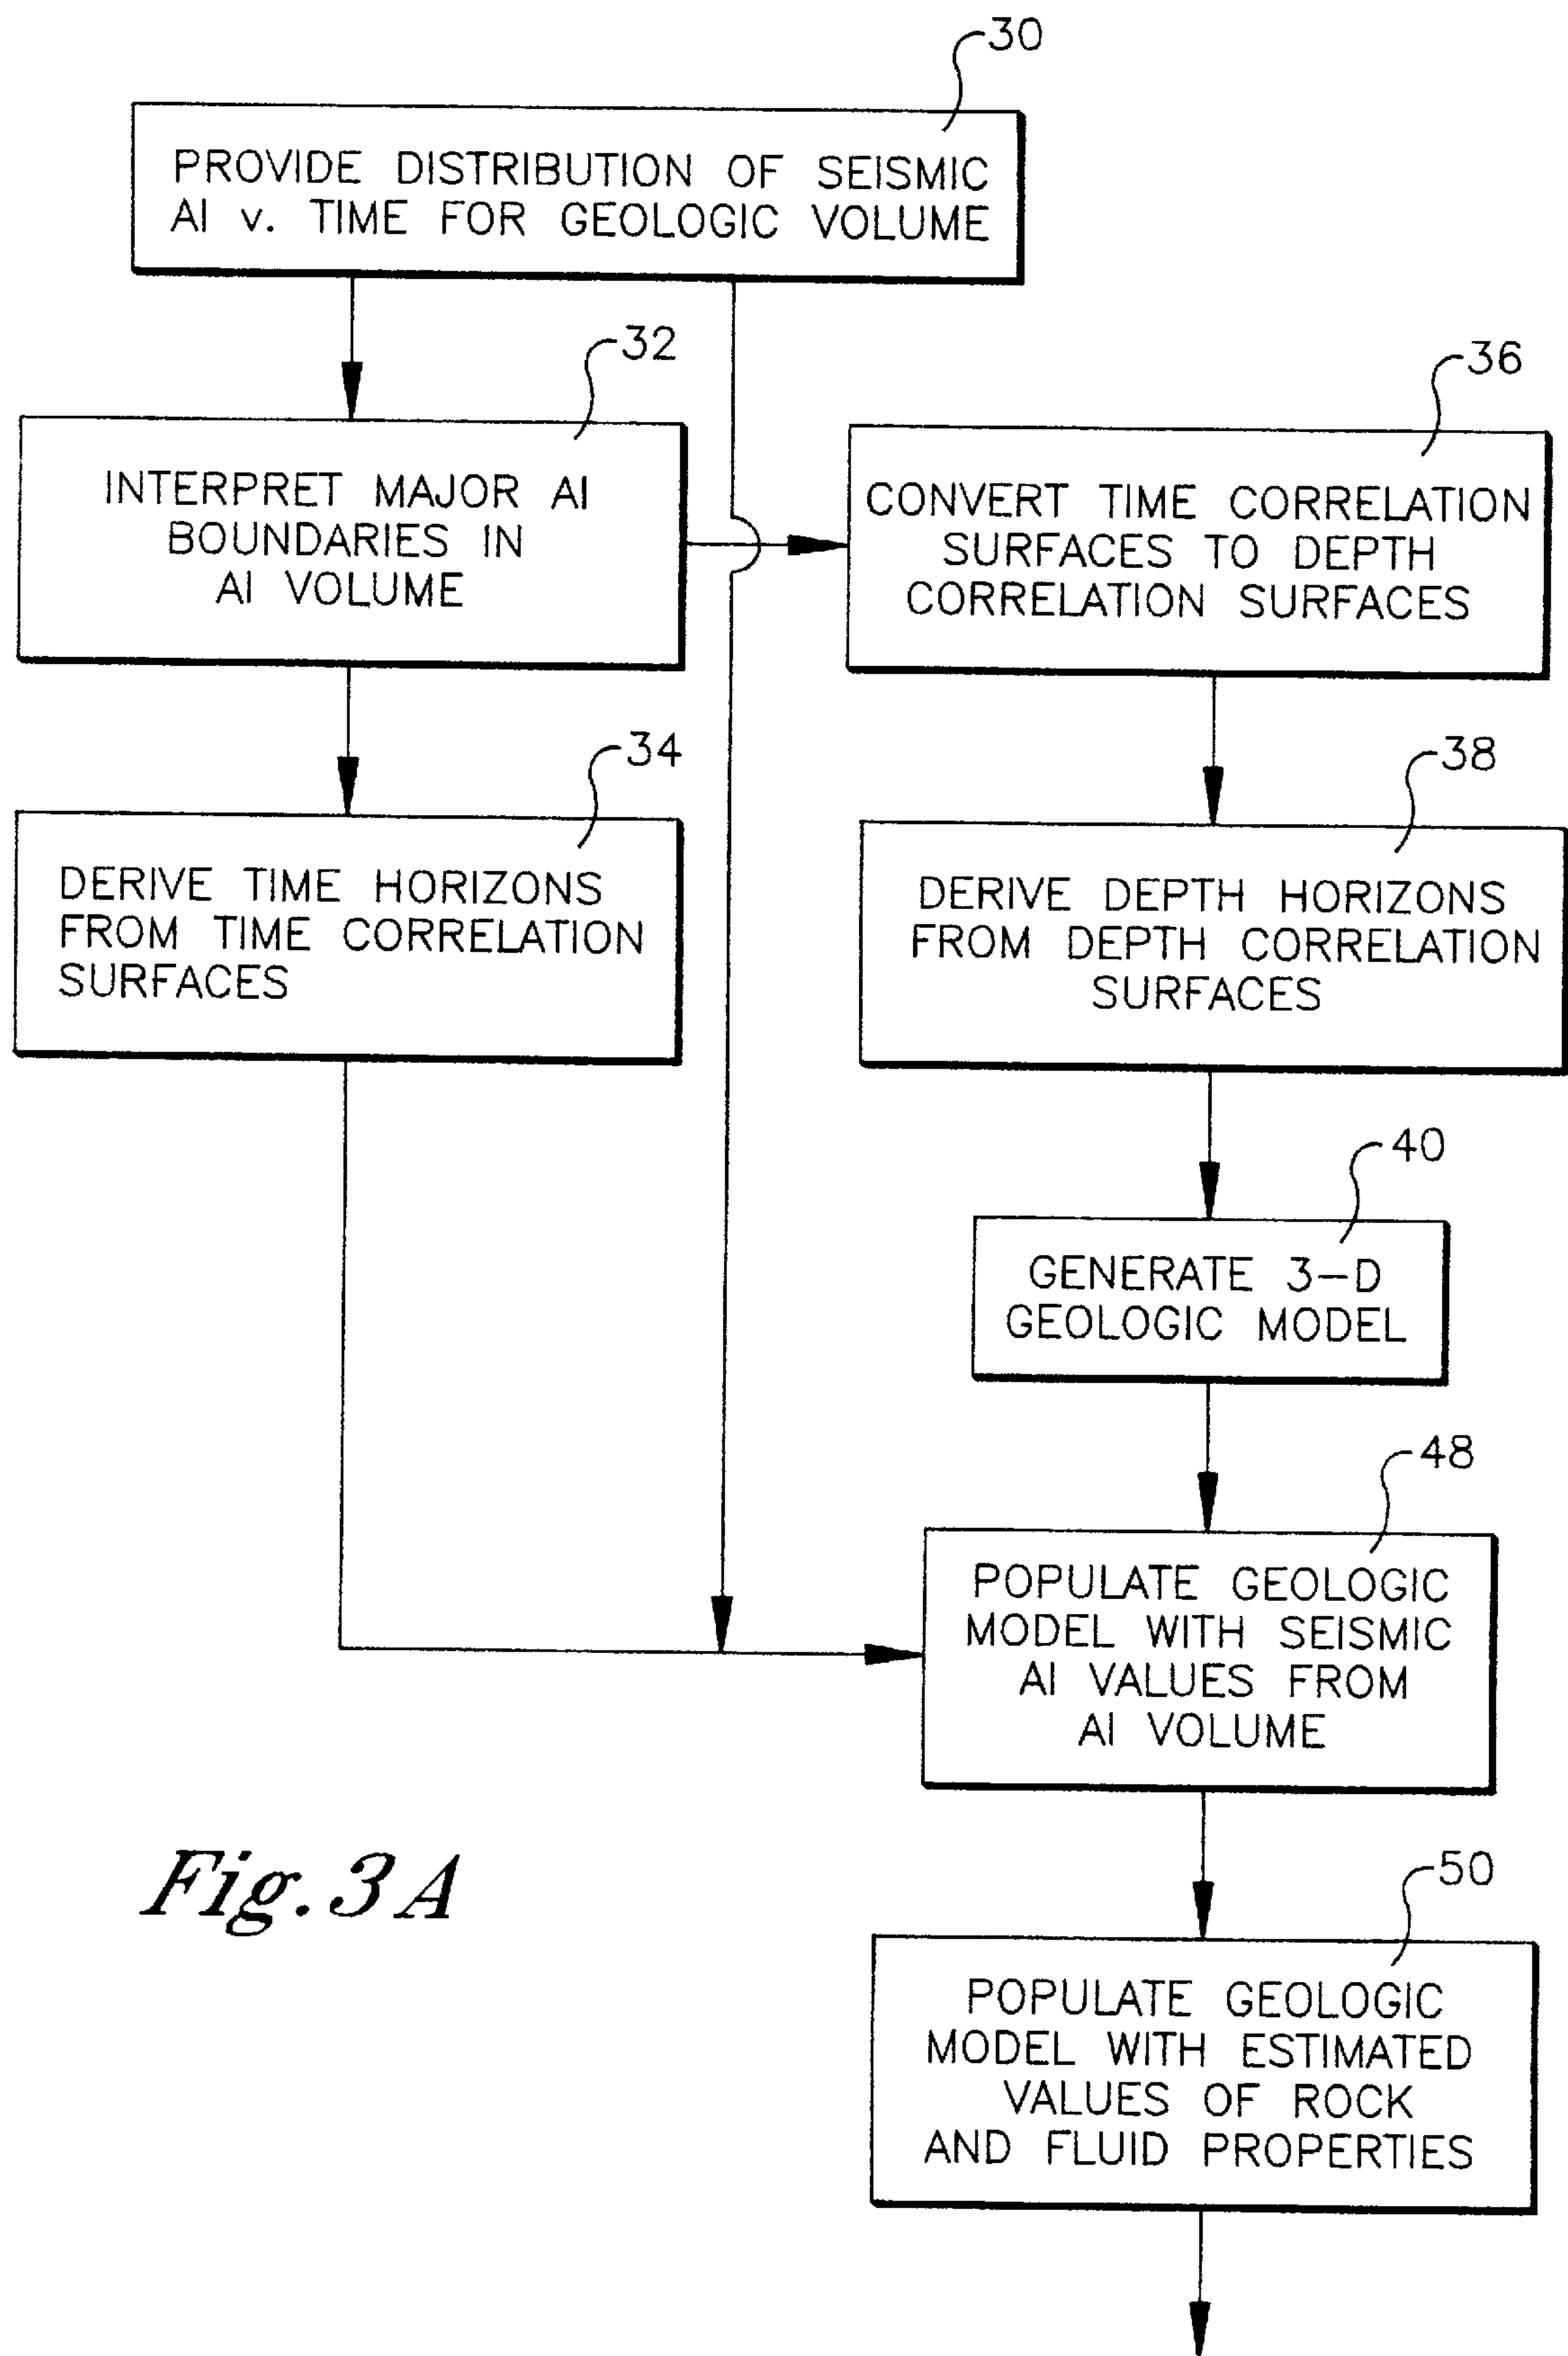 30
PROVIDE DISTRIBUTION OF SEISMIC
AI v. TIME FOR GEOLOGIC VOLUME
32
INTERPRET MAJOR AI
BOUNDARIES IN
AI VOLUME
36
CONVERT TIME CORRELATION
SURFACES TO DEPTH
CORRELATION SURFACES
34
DERIVE TIME HORIZONS
FROM TIME CORRELATION
SURFACES
38
DERIVE DEPTH HORIZONS
FROM DEPTH CORRELATION
SURFACES
40
GENERATE 3-D
GEOLOGIC MODEL
48
POPULATE GEOLOGIC
MODEL WITH SEISMIC
AI VALUES FROM
AI VOLUME
50
POPULATE GEOLOGIC
MODEL WITH ESTIMATED
VALUES OF ROCK
AND FLUID PROPERTIES
Fig. 3A